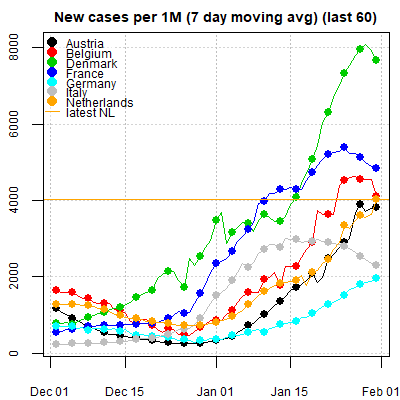 New cases per 1M (7 day moving avg) (last 60)
8000
6000
4000
2000
0
Austria
Belgium
Denmark
France
Germany
Italy
Netherlands
latest NL
Dec 01 Dec 15 Jan 01 Jan 15 Feb 01